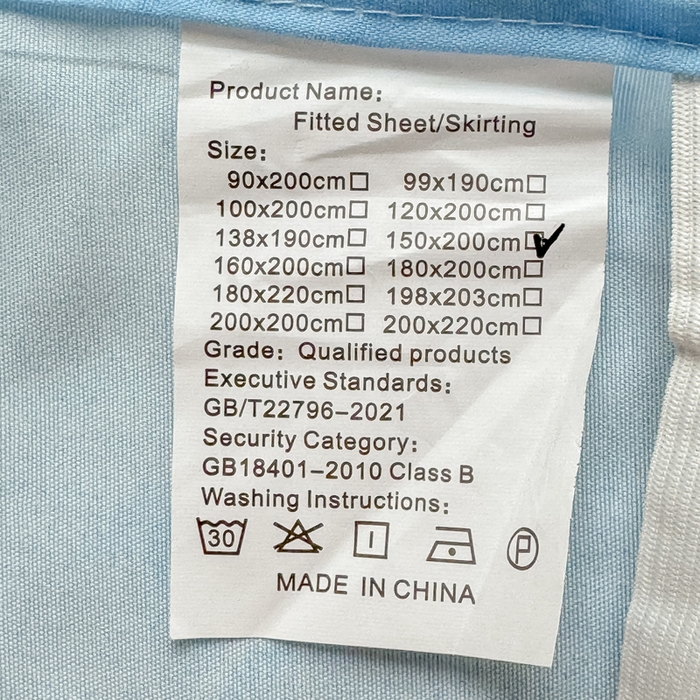 Product Name:
Fitted Sheet/Skirting
Size:
90x200cm□ 99x190cm□
100x200cm□ 120x200cm□
138x190cm□ 150x200cm☑
160x200cm□ 180x200cm□
180x220cm□ 198x203cm□
200x200cm□ 200x220cm□
Grade: Qualified products
Executive Standards:
GB/T22796–2021
Security Category:
GB18401–2010 Class B
Washing Instructions:
30 P
MADE IN CHINA